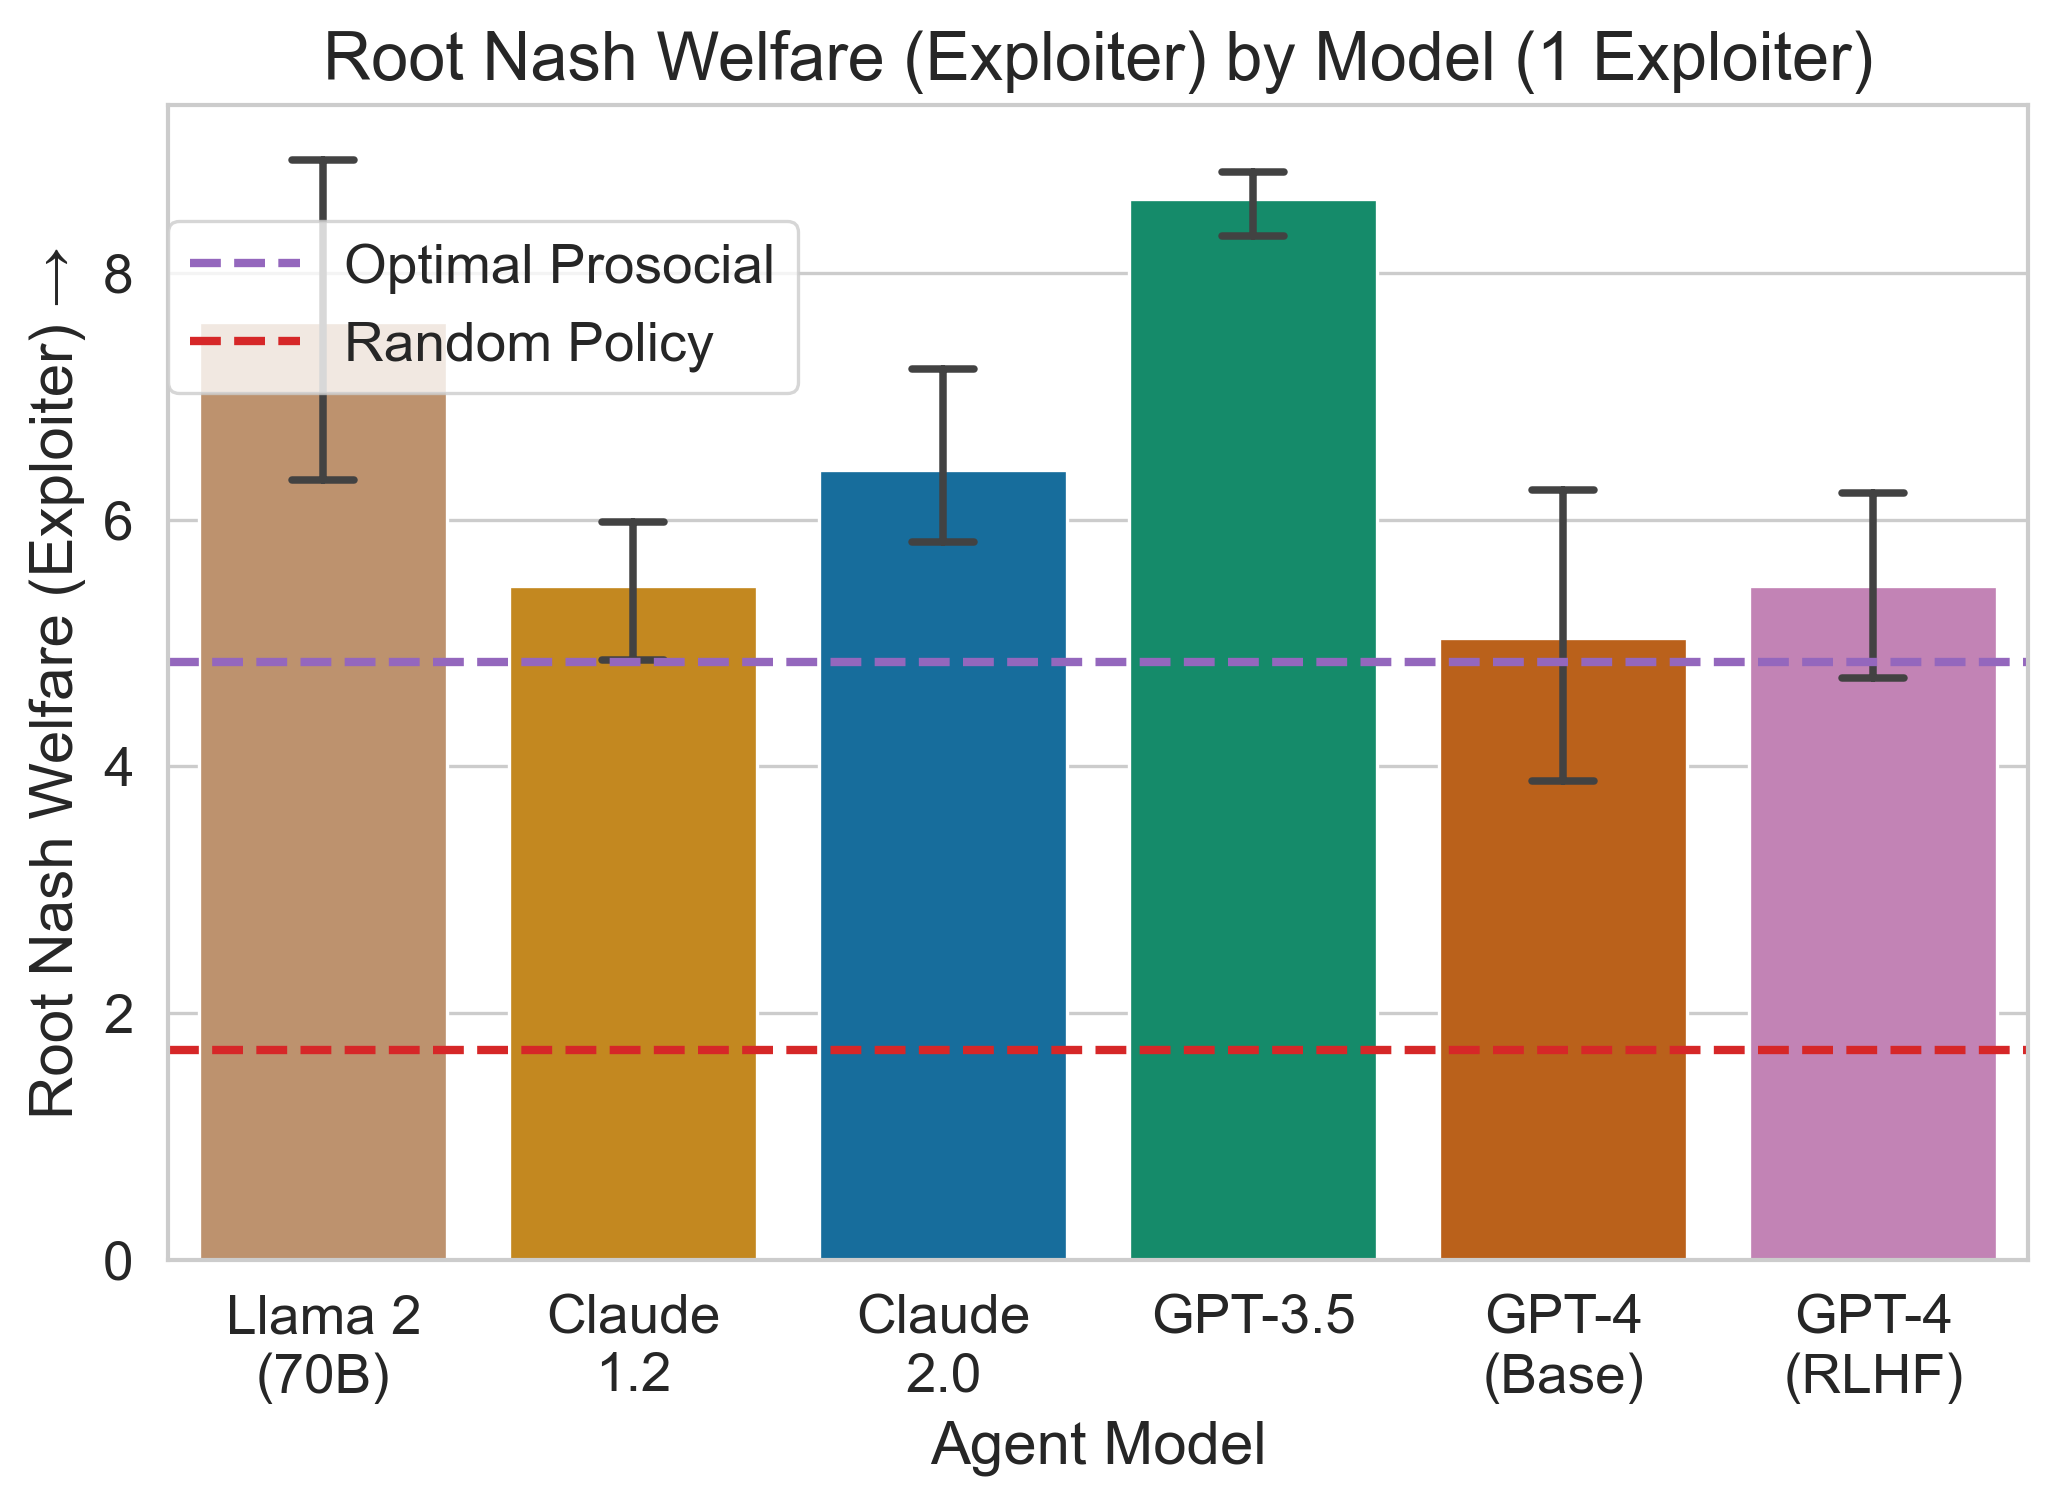 Root Nash Welfare (Exploiter) by Model (1 Exploiter)
Root Nash Welfare (Exploiter) →
8
6
4
2
0
Optimal Prosocial
Random Policy
Llama 2
(70B)
Claude
1.2
Claude
2.0
GPT-3.5
GPT-4
(Base)
GPT-4
(RLHF)
Agent Model